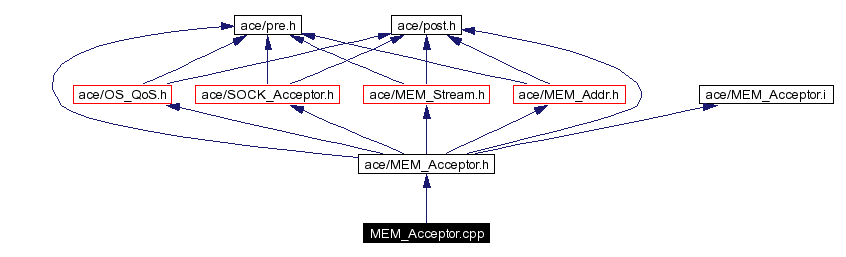 ace/pre.h
ace/post.h
ace/OS_QoS.h
ace/SOCK_Acceptor.h
ace/MEM_Stream.h
ace/MEM_Addr.h
ace/MEM_Acceptor.i
ace/MEM_Acceptor.h
MEM_Acceptor.cpp